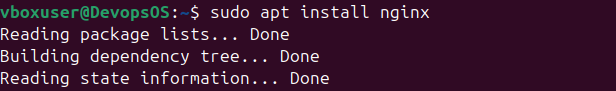 vboxuser@DevopsOS:~$ sudo apt install nginx
Reading package lists... Done
Building dependency tree... Done
Reading state information... Done